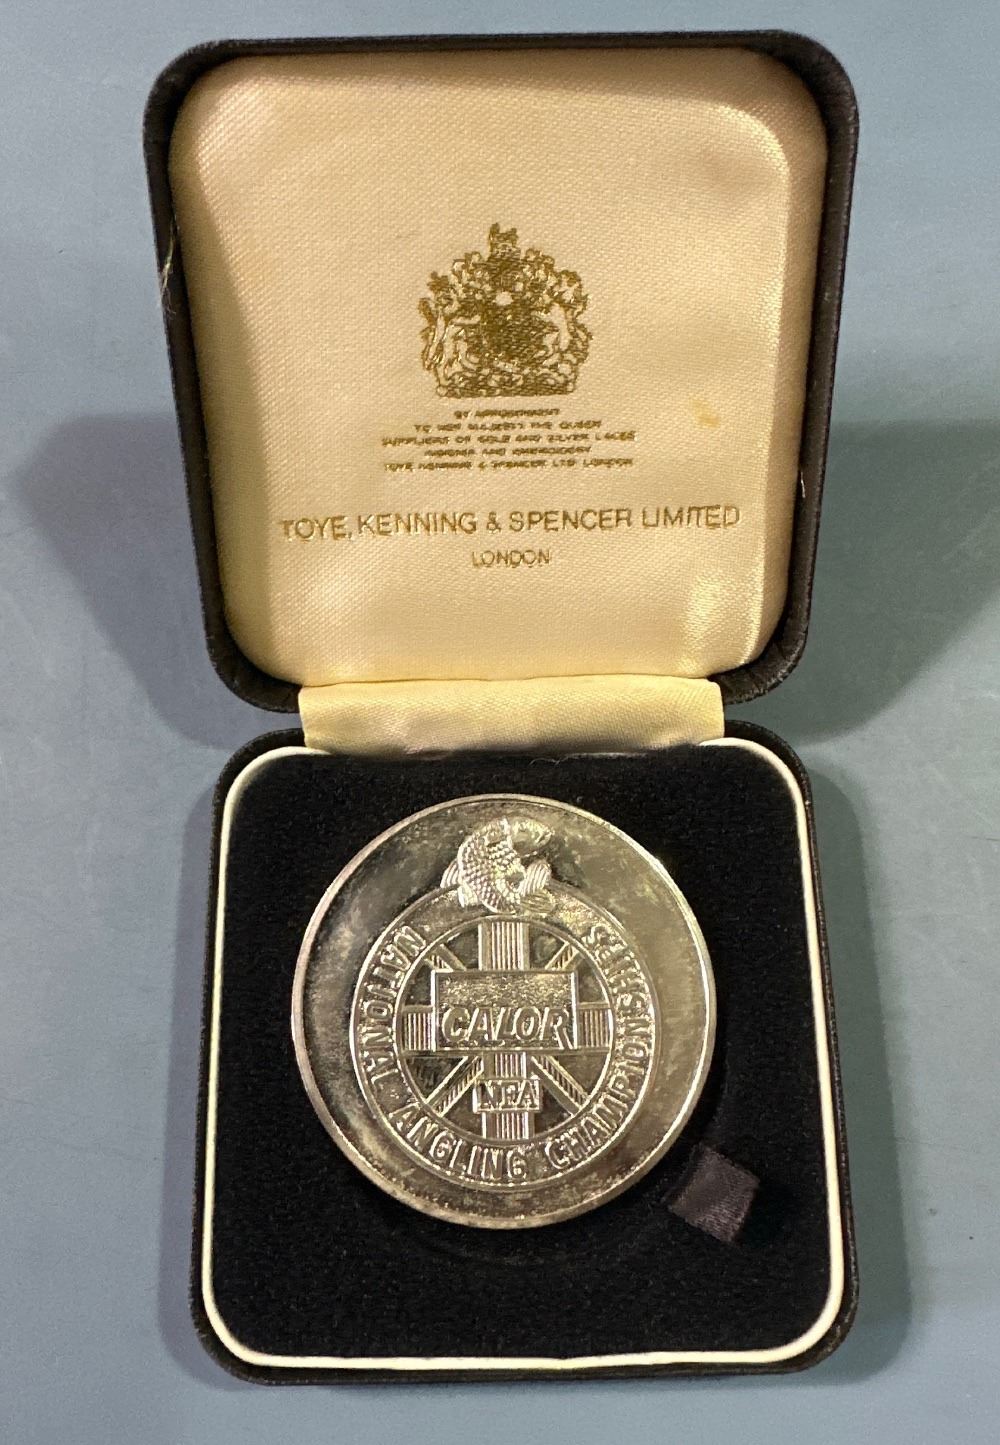 BY APPOINTMENT
TO HER MAJESTY THE QUEEN
SUPPLIERS OF GOLD AND SILVER LACES
INSIGNIA AND EMBROIDERY
TOYE KENNING & SPENCER LTD LONDON
TOYE, KENNING & SPENCER LIMITED
LONDON
NATIONAL ANGLING CHAMPIONSHIPS
CALOR
NFA